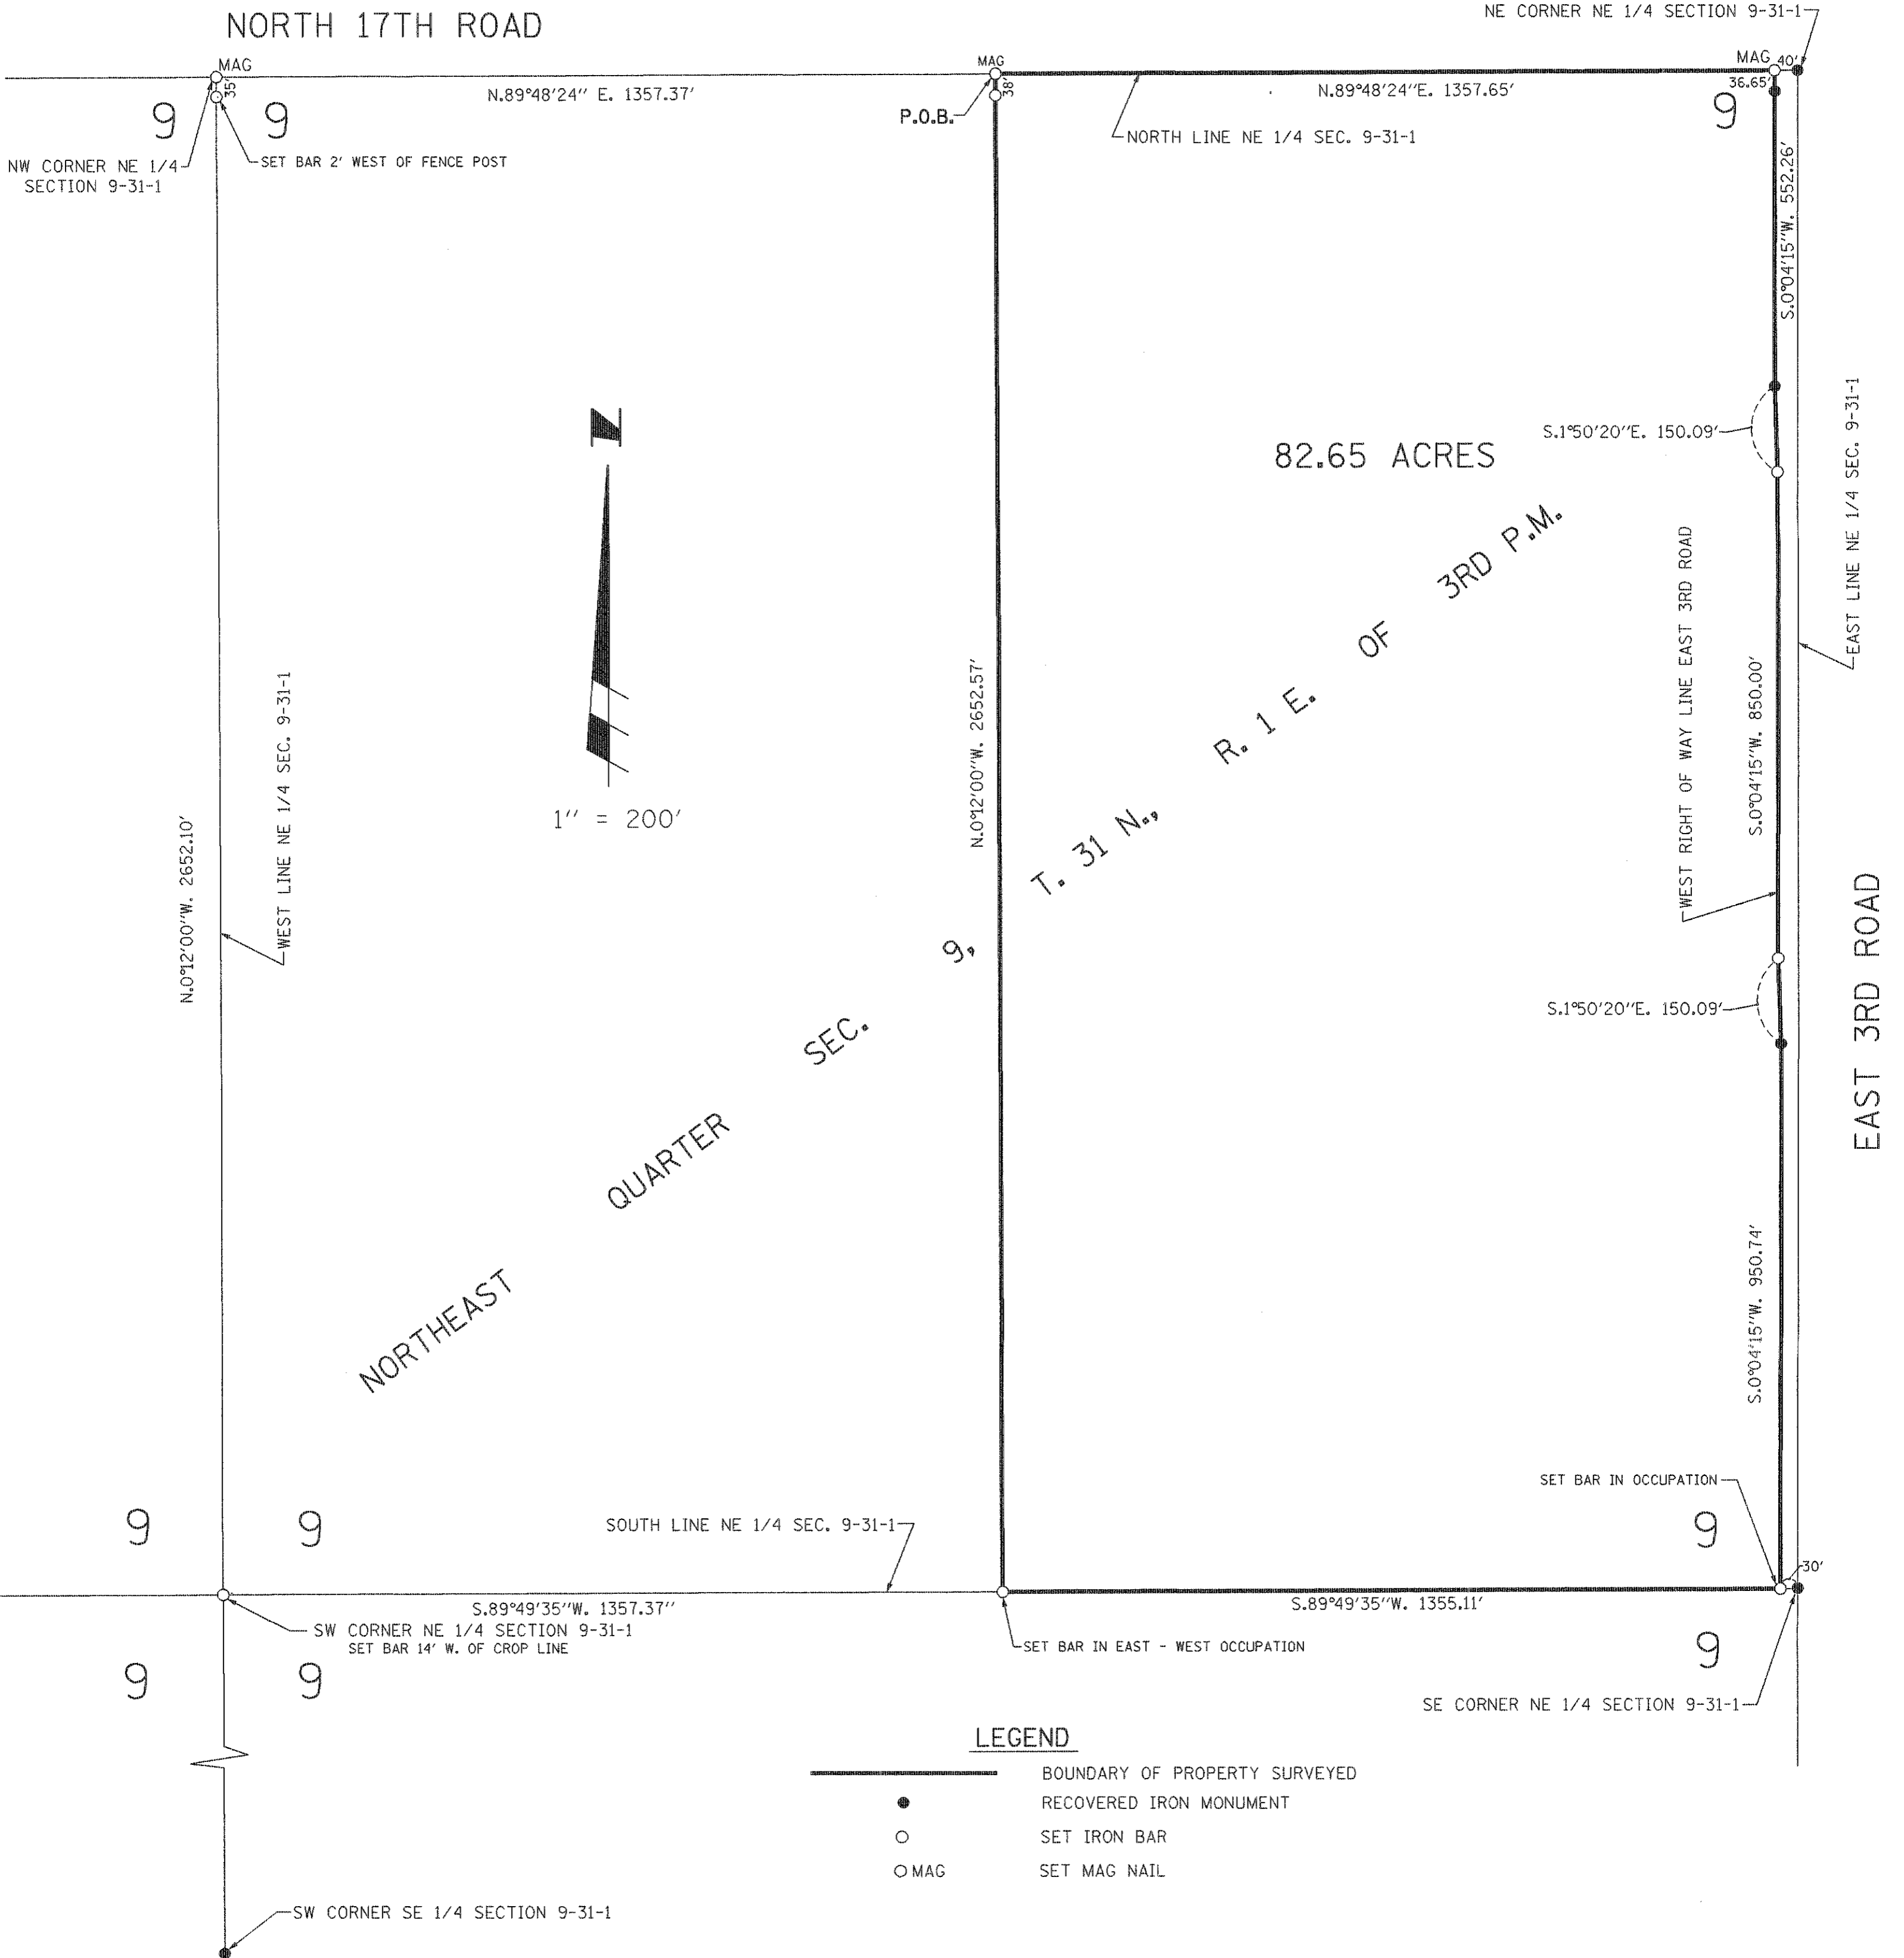 NORTH 17TH ROAD
NE CORNER NE 1/4 SECTION 9-31-1
MAG
MAG
MAG
40'
35'
N.89°48'24" E. 1357.37'
38'
N.89°48'24"E. 1357.65'
36.65'
P.O.B.
9
9
9
NORTH LINE NE 1/4 SEC. 9-31-1
NW CORNER NE 1/4
SECTION 9-31-1
SET BAR 2' WEST OF FENCE POST
S.0°04'15"W. 552.26'
S.1°50'20"E. 150.09'
82.65 ACRES
EAST LINE NE 1/4 SEC. 9-31-1
Z
1" = 200'
WEST RIGHT OF WAY LINE EAST 3RD ROAD
S.0°04'15"W. 850.00'
N.0°12'00"W. 2652.57'
WEST LINE NE 1/4 SEC. 9-31-1
N.0°12'00"W. 2652.10'
NORTHEAST QUARTER SEC. 9, T. 31 N., R. 1 E. OF 3RD P.M.
S.1°50'20"E. 150.09'
EAST 3RD ROAD
S.0°04'15"W. 950.74'
SET BAR IN OCCUPATION
9
9
SOUTH LINE NE 1/4 SEC. 9-31-1
9
30'
S.89°49'35"W. 1357.37"
S.89°49'35"W. 1355.11'
SW CORNER NE 1/4 SECTION 9-31-1
SET BAR 14' W. OF CROP LINE
SET BAR IN EAST - WEST OCCUPATION
9
9
9
SE CORNER NE 1/4 SECTION 9-31-1
LEGEND
BOUNDARY OF PROPERTY SURVEYED
RECOVERED IRON MONUMENT
SET IRON BAR
MAG SET MAG NAIL
SW CORNER SE 1/4 SECTION 9-31-1